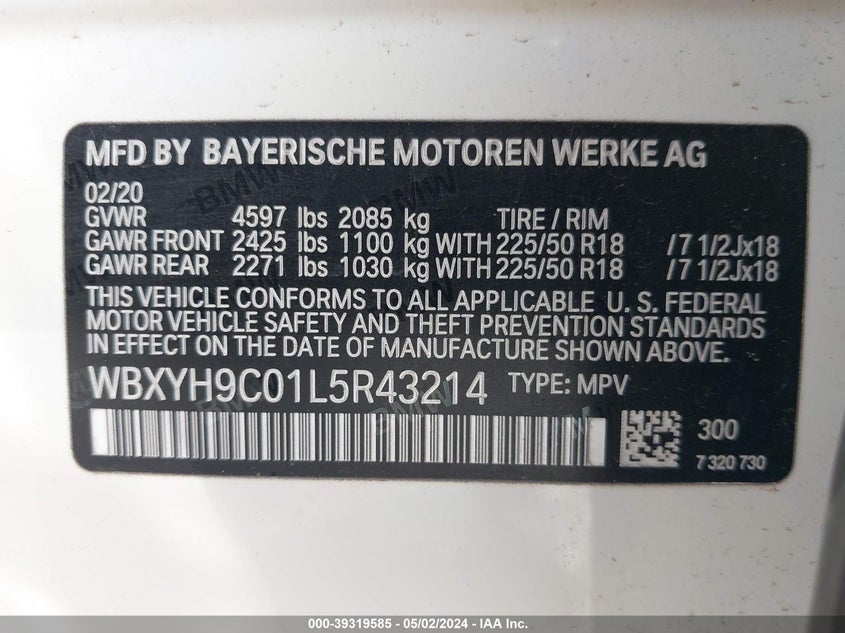 MFD BY BAYERISCHE MOTOREN WERKE AG
02/20
GVWR 4597 lbs 2085 kg TIRE / RIM
GAWR FRONT 2425 lbs 1100 kg WITH 225/50 R18 /7 1/2Jx18
GAWR REAR 2271 lbs 1030 kg WITH 225/50 R18 /7 1/2Jx18
THIS VEHICLE CONFORMS TO ALL APPLICABLE U. S. FEDERAL
MOTOR VEHICLE SAFETY AND THEFT PREVENTION STANDARDS
IN EFFECT ON THE DATE OF MANUFACTURE SHOWN ABOVE.
WBXYH9C01L5R43214 TYPE: MPV
300
7 320 730
000-39319585 - 05/02/2024 - IAA Inc.